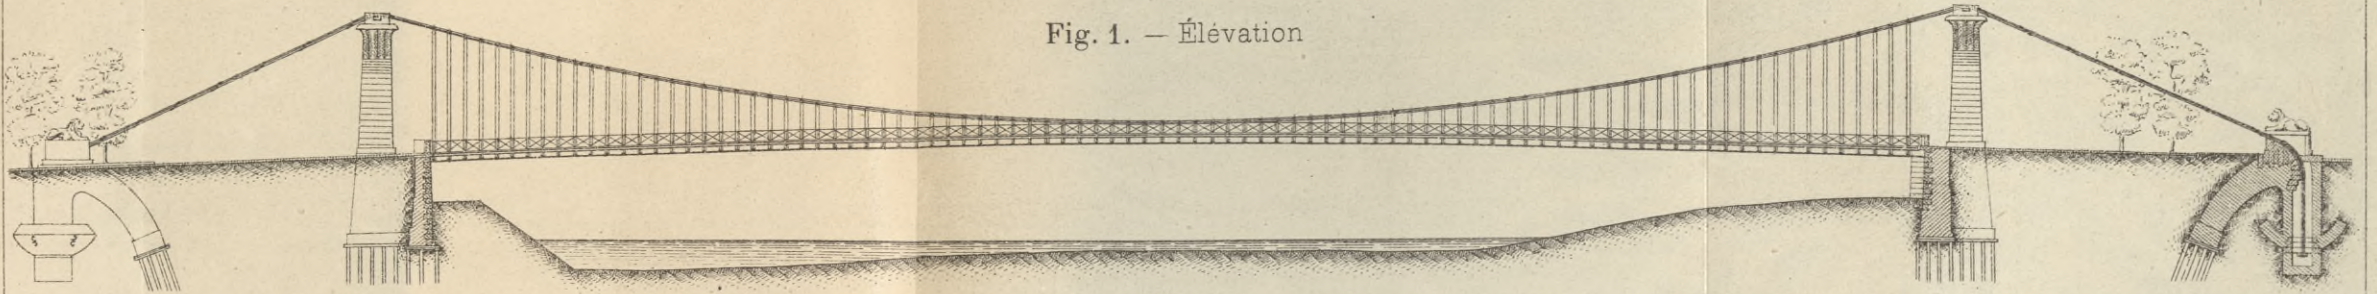 Fig. 1. — Élévation